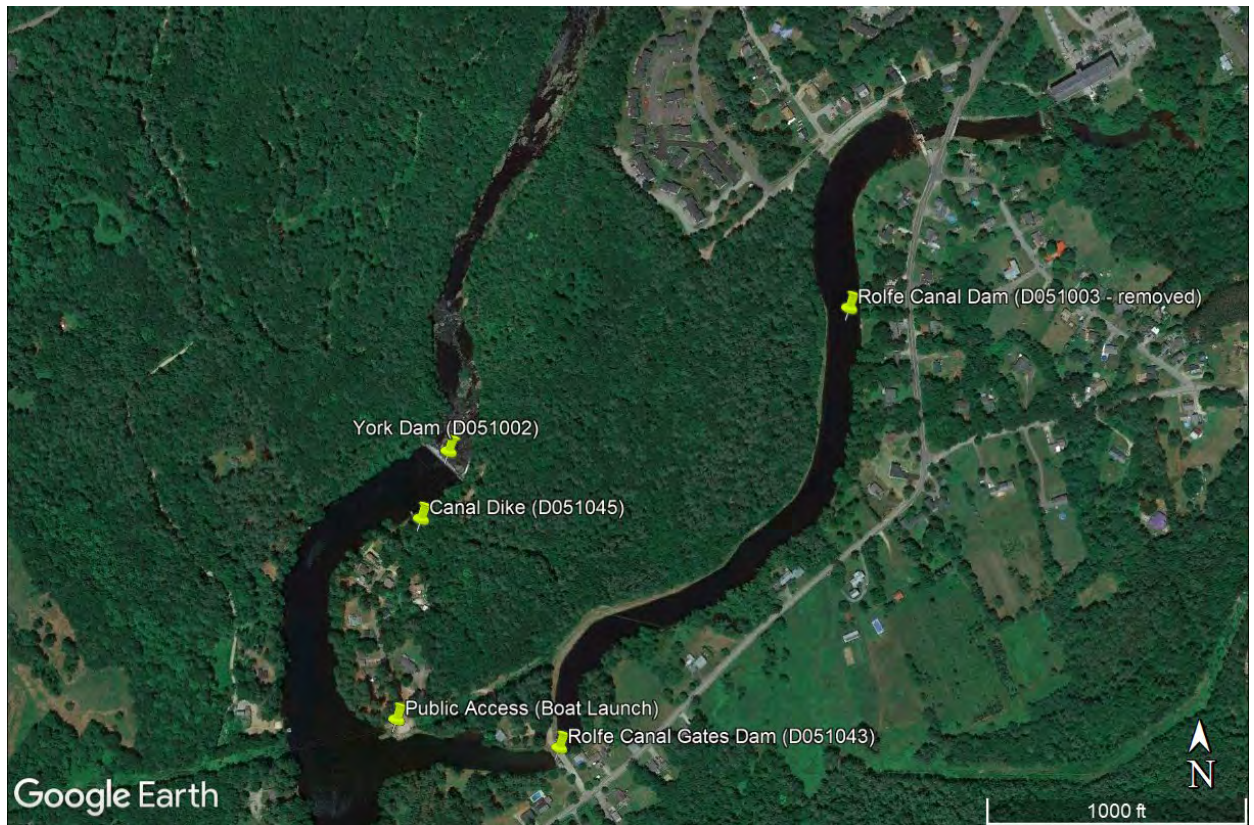 Rolfe Canal Dam (D051003 - removed)
York Dam (D051002)
Canal Dike (D051045)
Public Access (Boat Launch)
Rolfe Canal Gates Dam (D051043)
N
Google Earth
1000 ft